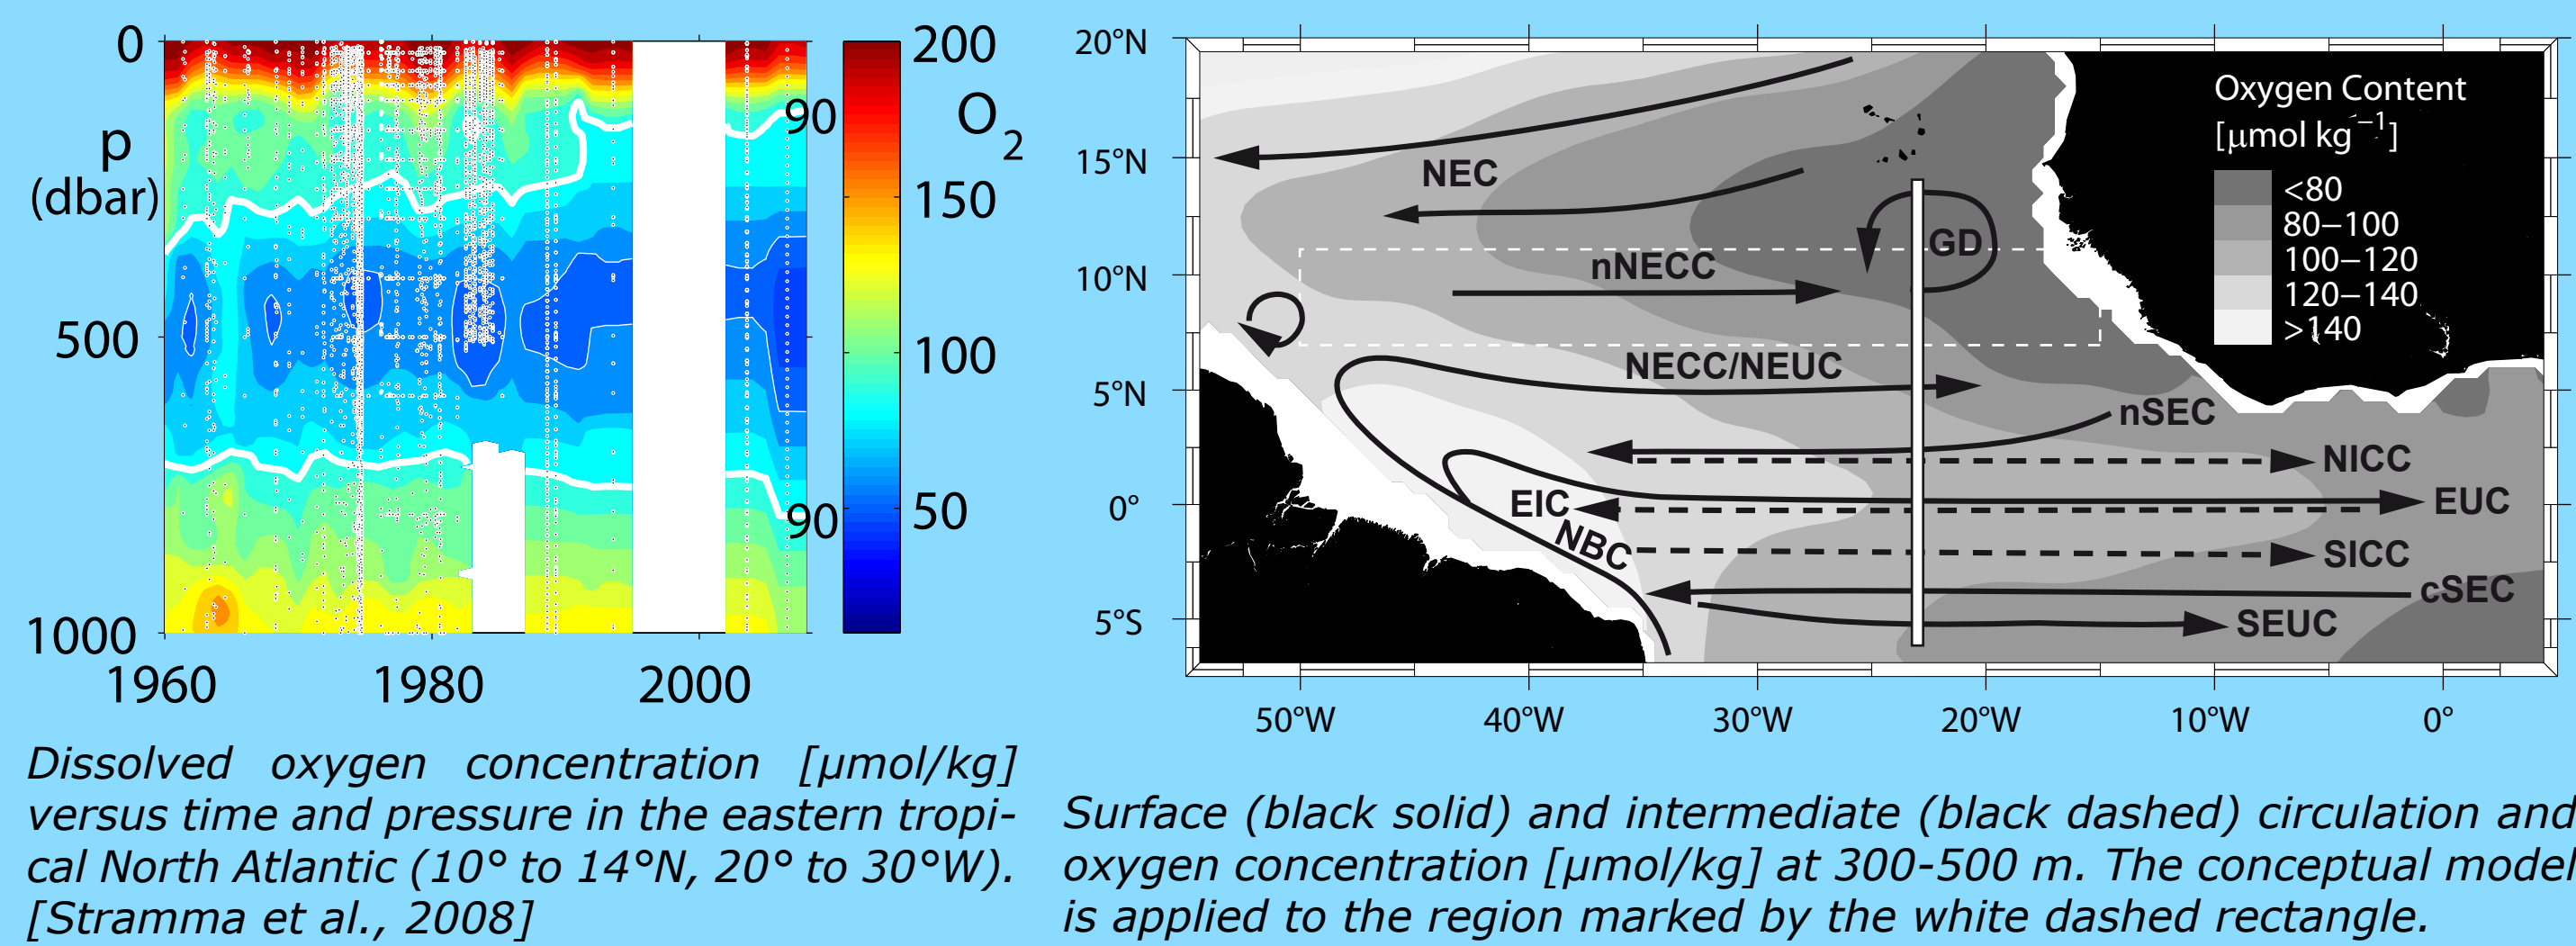 0
p
(dbar)
500
1000
1960
1980
2000
90
90
200
O2
150
100
50
Dissolved oxygen concentration [µmol/kg]
versus time and pressure in the eastern tropi-
cal North Atlantic (10° to 14°N, 20° to 30°W).
[Stramma et al., 2008]
20°N
15°N
10°N
5°N
0°
5°S
50°W
40°W
30°W
20°W
10°W
0°
Oxygen Content
[µmol kg⁻¹]
<80
80–100
100–120
120–140
>140
NEC
GD
nNECC
NECC/NEUC
nSEC
NICC
EIC
EUC
NBC
SICC
cSEC
SEUC
Surface (black solid) and intermediate (black dashed) circulation and
oxygen concentration [µmol/kg] at 300-500 m. The conceptual model
is applied to the region marked by the white dashed rectangle.